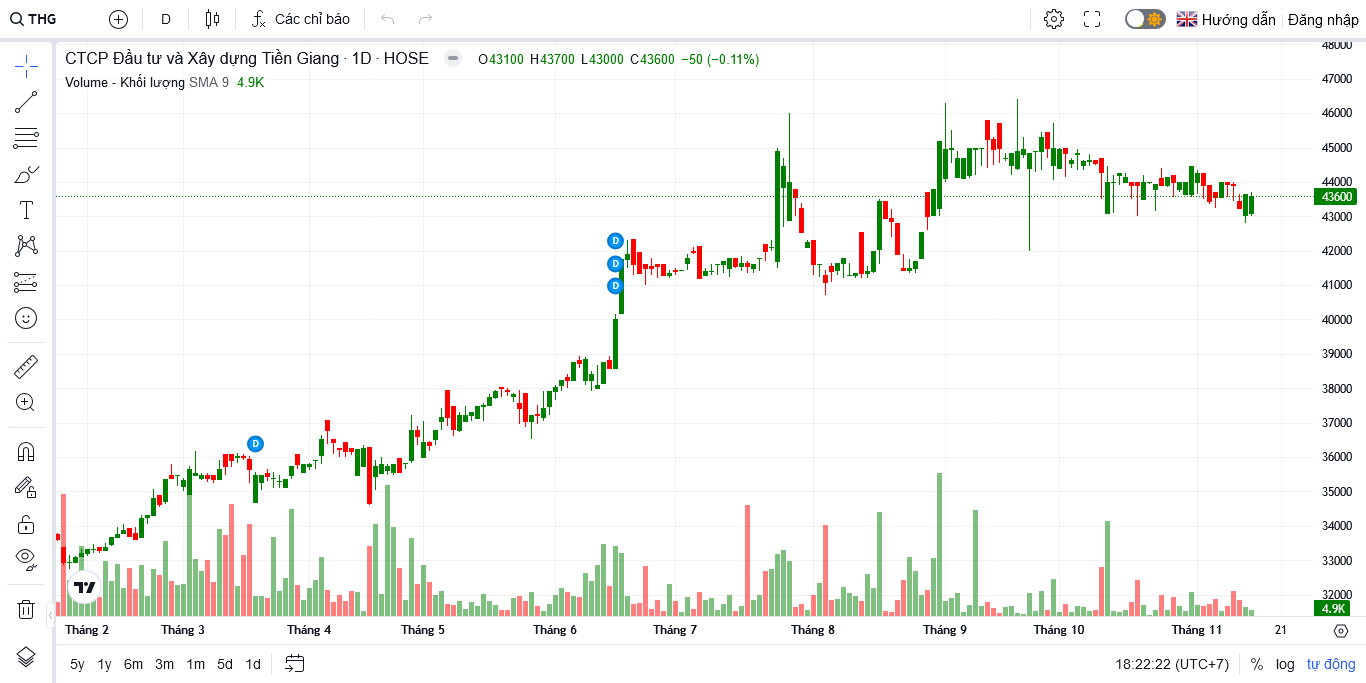 THG D Các chỉ báo Hướng dẫn Đăng nhập
CTCP Đầu tư và Xây dựng Tiền Giang · 1D · HOSE O43100 H43700 L43000 C43600 −50 (−0.11%)
Volume - Khối lượng SMA 9 4.9K
48000
47000
46000
45000
44000
43600
43000
42000
41000
40000
39000
38000
37000
36000
35000
34000
33000
32000
4.9K
D
D
D
D
Tháng 2 Tháng 3 Tháng 4 Tháng 5 Tháng 6 Tháng 7 Tháng 8 Tháng 9 Tháng 10 Tháng 11 21
5y 1y 6m 3m 1m 5d 1d 18:22:22 (UTC+7) % log tự động